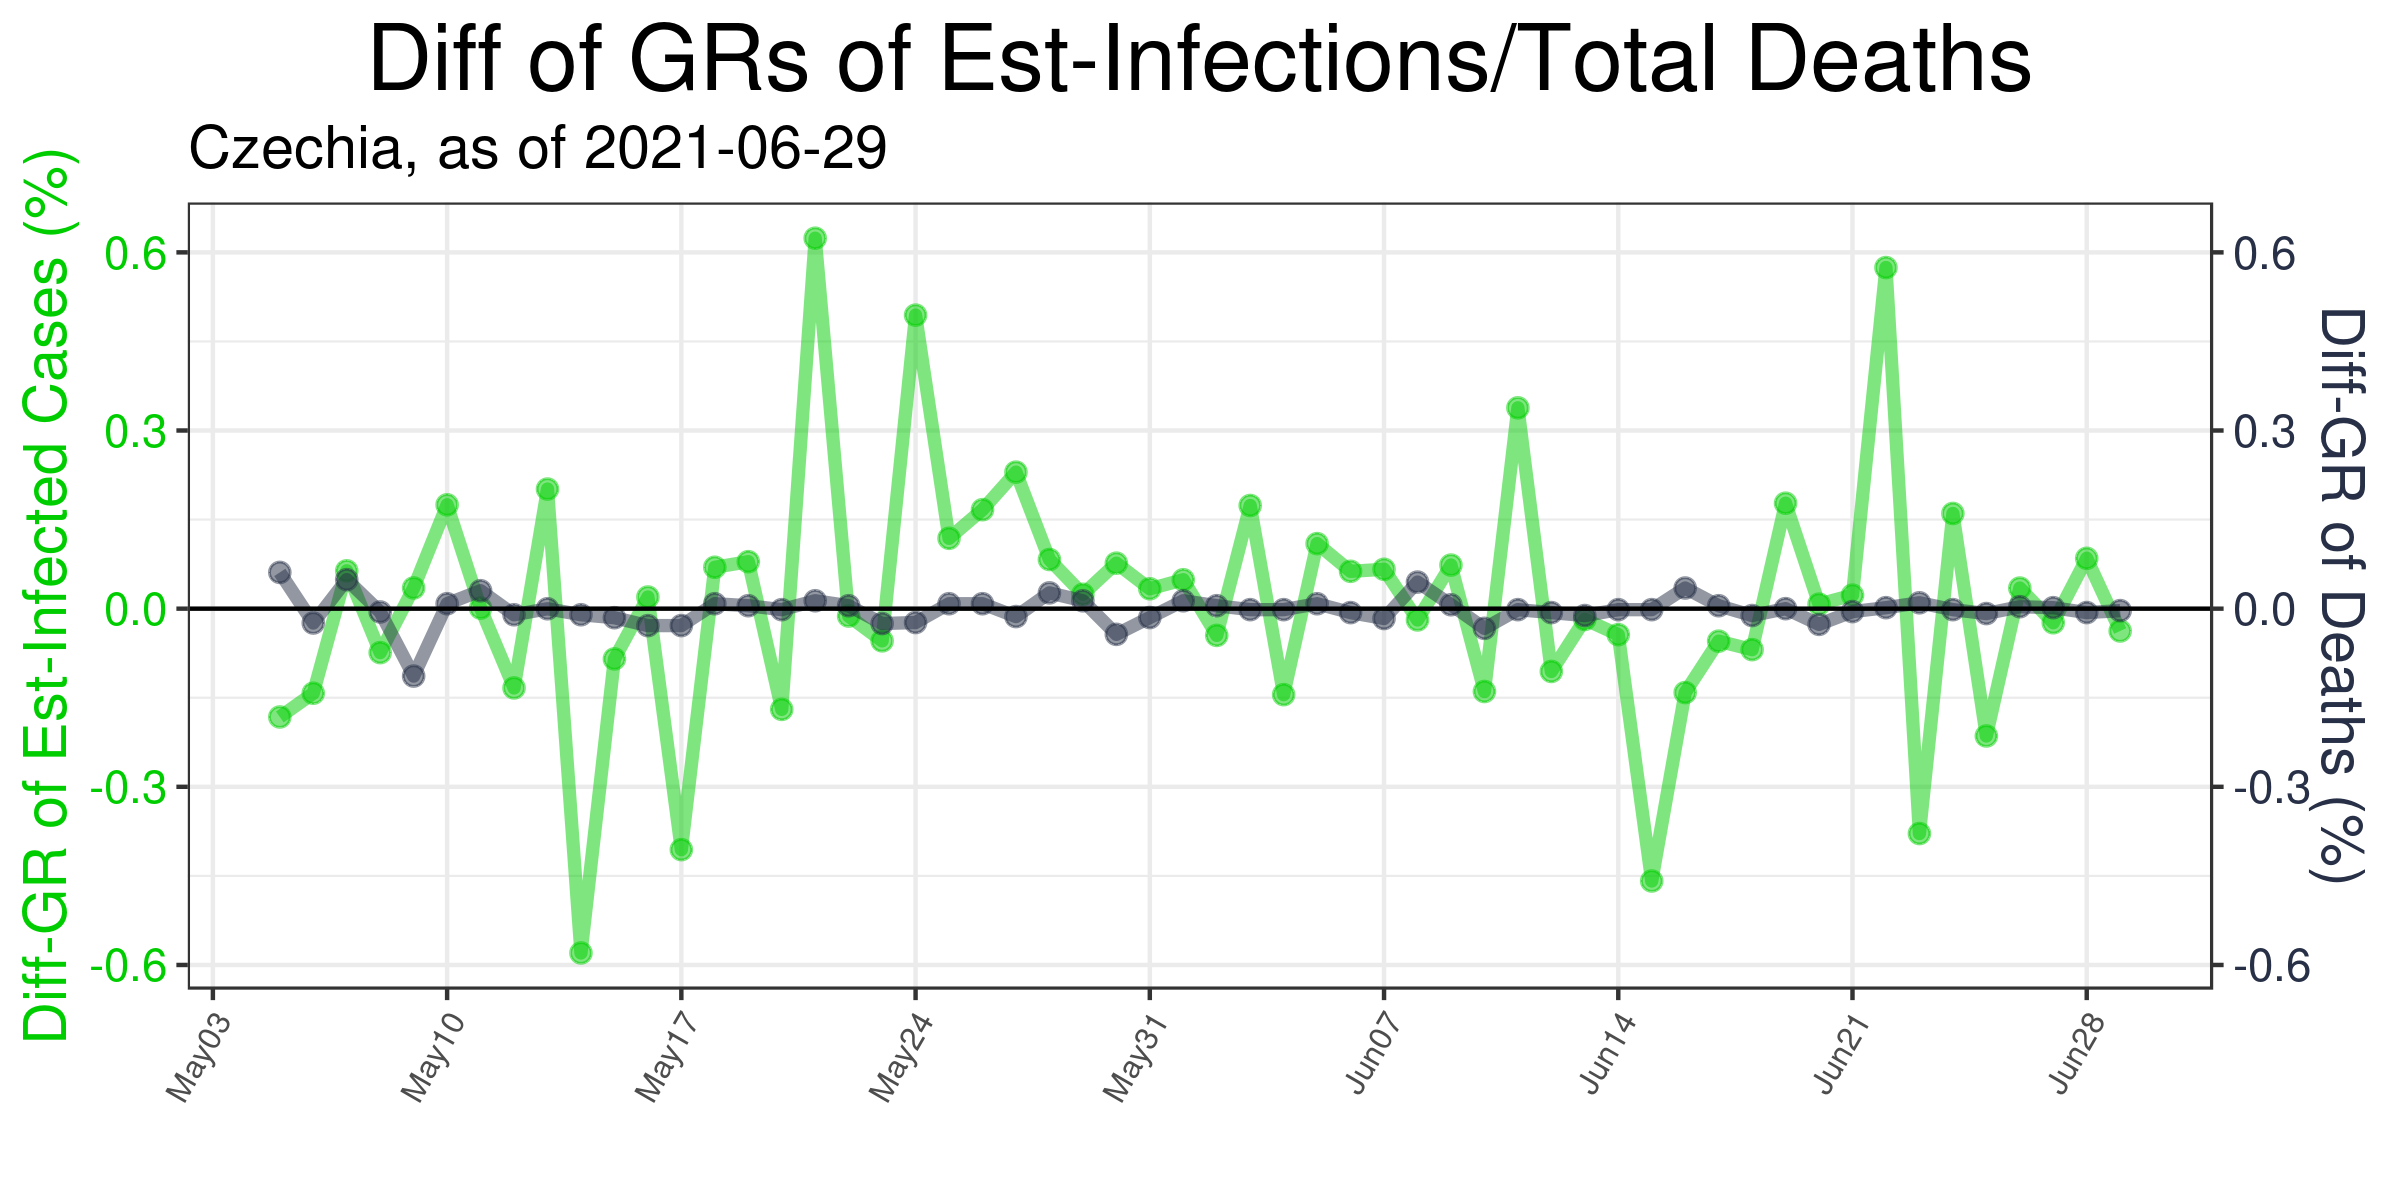 Diff of GRs of Est-Infections/Total Deaths
Czechia, as of 2021-06-29
Diff-GR of Est-Infected Cases (%)
0.6
0.3
0.0
-0.3
-0.6
0.6
0.3
0.0
-0.3
-0.6
Diff-GR of Deaths (%)
May03
May10
May17
May24
May31
Jun07
Jun14
Jun21
Jun28